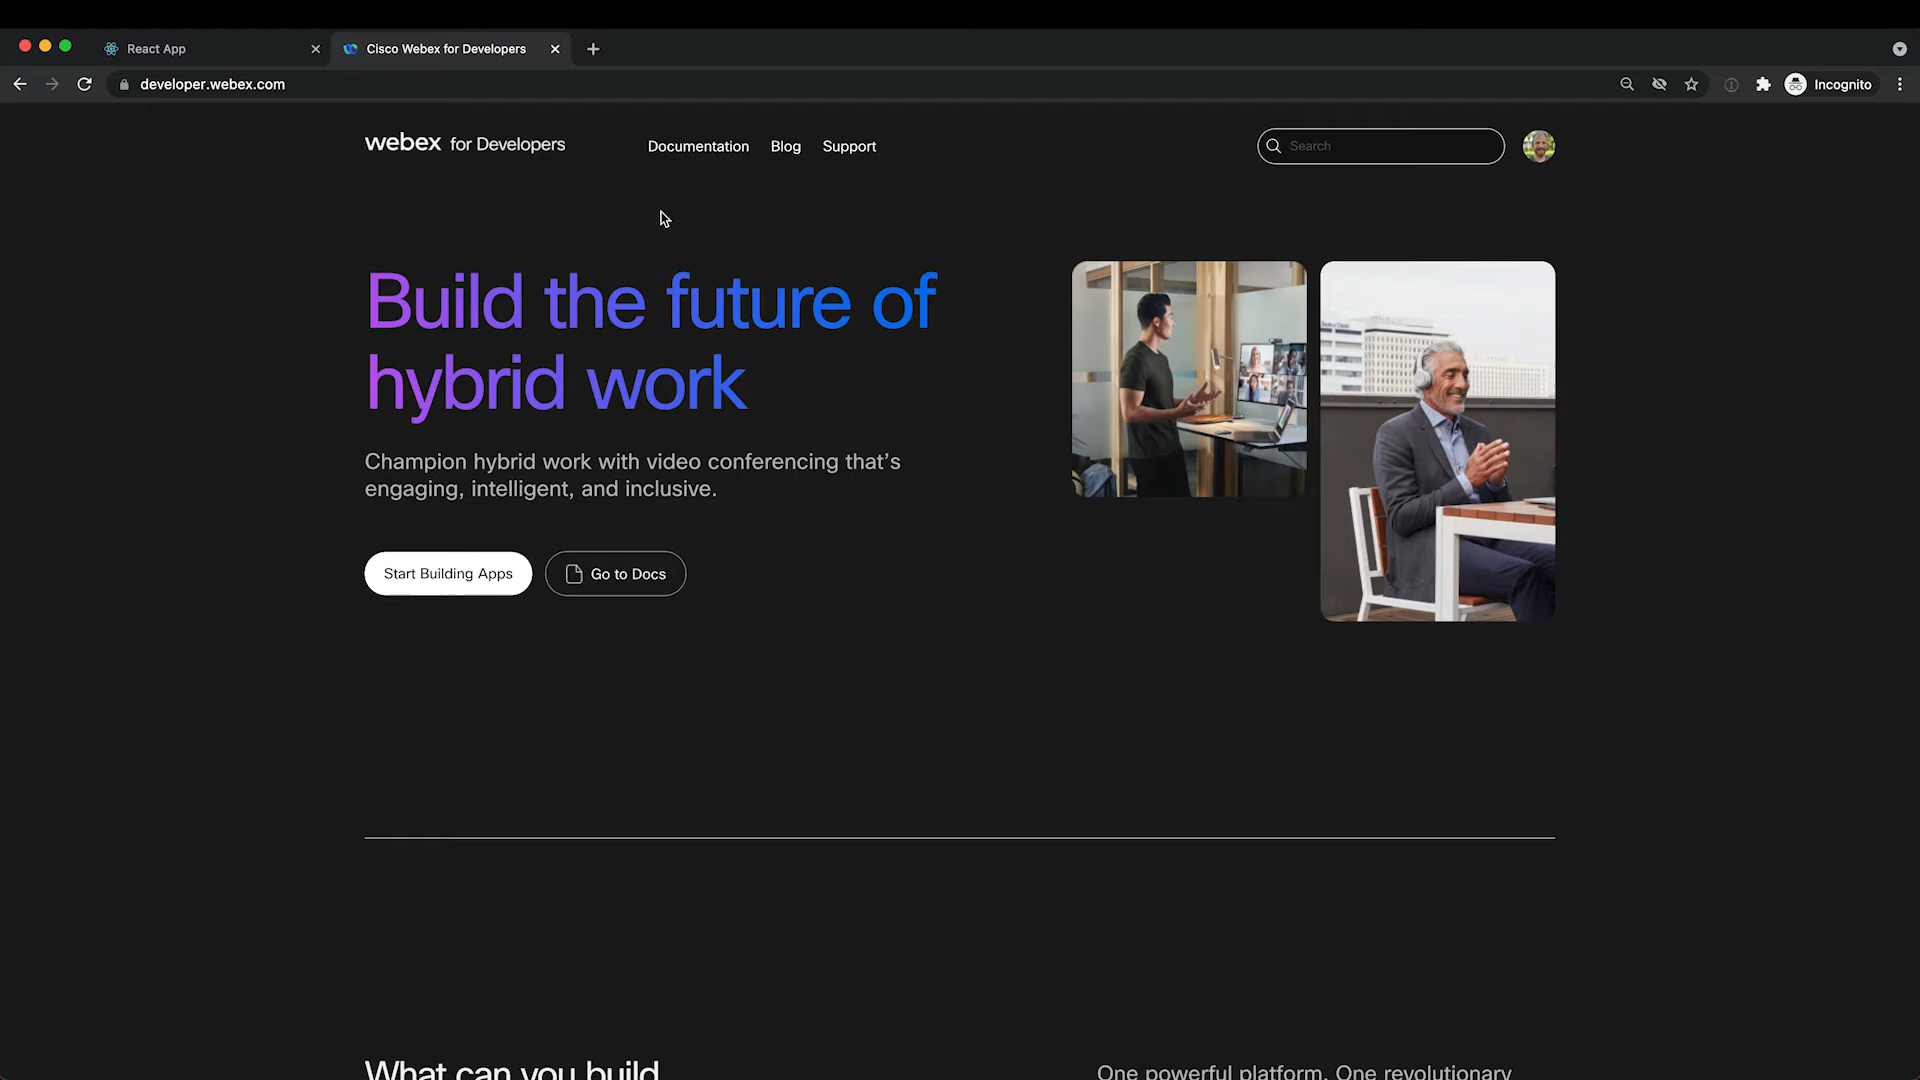 React App
Cisco Webex for Developers
developer.webex.com
Incognito
webex for Developers
Documentation
Blog
Support
Search
Build the future of
hybrid work
Champion hybrid work with video conferencing that's
engaging, intelligent, and inclusive.
Start Building Apps
Go to Docs
What can you build
One powerful platform. One revolutionary